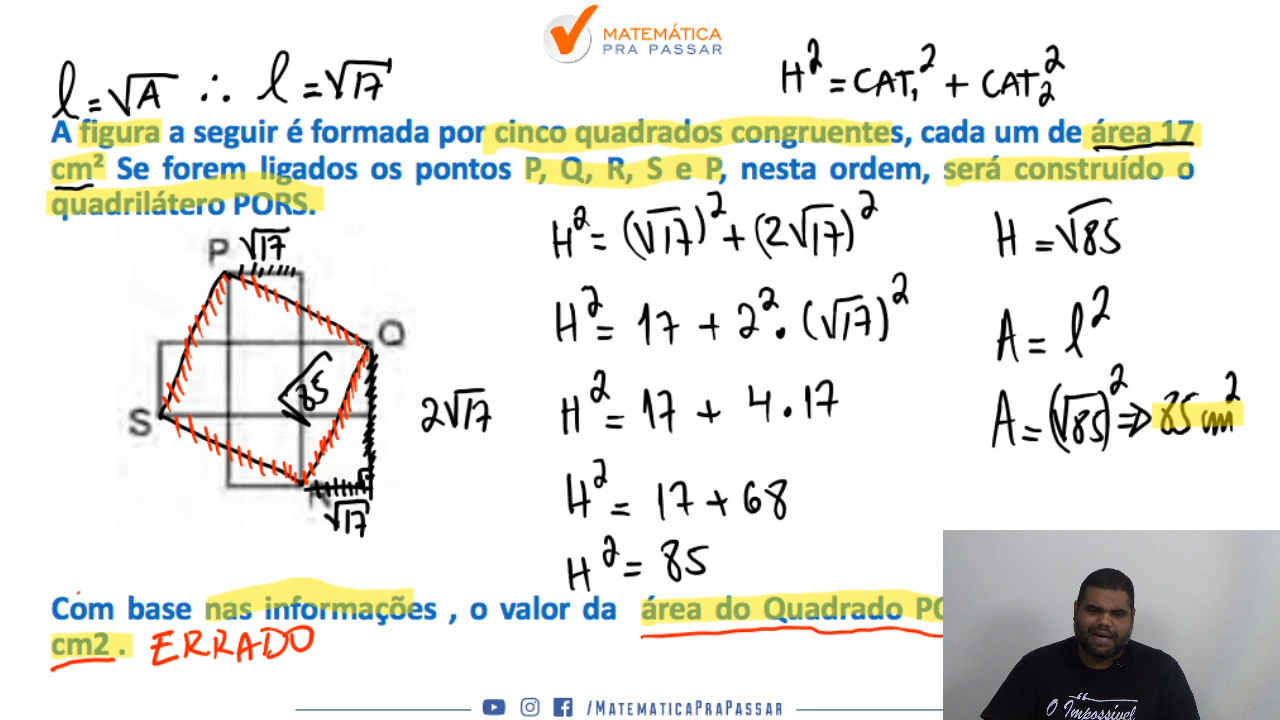 MATEMÁTICA
PRA PASSAR
l = √A ∴ l = √17
H² = CAT₁² + CAT₂²
A figura a seguir é formada por cinco quadrados congruentes, cada um de área 17
cm² Se forem ligados os pontos P, Q, R, S e P, nesta ordem, será construído o
quadrilátero PQRS.
P √17
Q
S
√85
2√17
R
√17
H² = (√17)² + (2√17)²
H² = 17 + 2² . (√17)²
H² = 17 + 4 . 17
H² = 17 + 68
H² = 85
H = √85
A = l²
A = (√85)² => 85 cm²
Com base nas informações , o valor da área do Quadrado
cm2 . ERRADO
O Impossível
/MATEMATICAPRAPASSAR